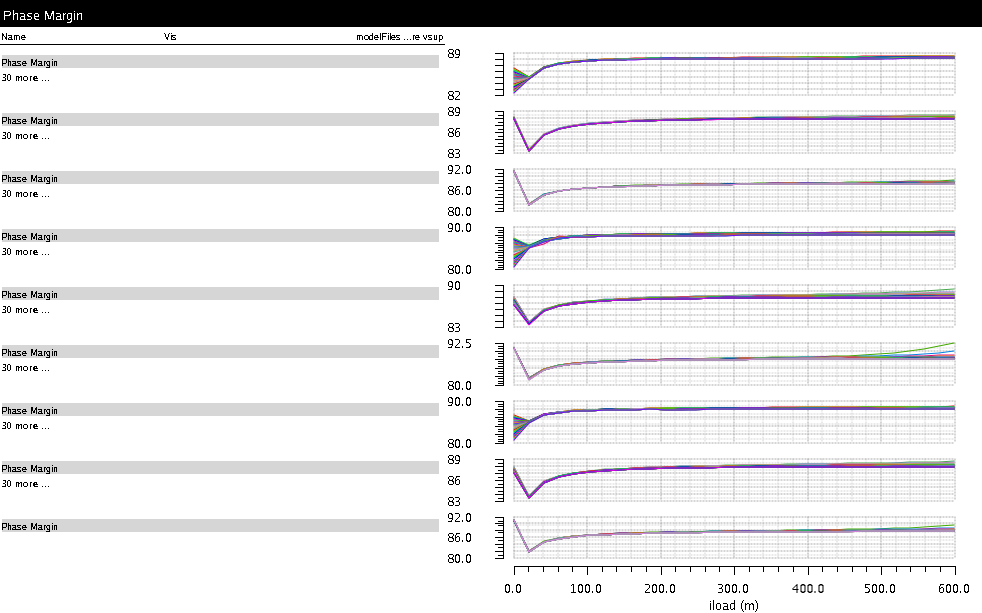 Phase Margin
Name Vis modelFiles ...re vsup
89
Phase Margin
30 more ...
82
89
Phase Margin
86
30 more ...
83
92.0
Phase Margin
86.0
30 more ...
80.0
90.0
Phase Margin
30 more ...
80.0
90
Phase Margin
30 more ...
83
92.5
Phase Margin
30 more ...
80.0
90.0
Phase Margin
30 more ...
80.0
89
Phase Margin
86
30 more ...
83
92.0
Phase Margin
86.0
80.0
0.0 100.0 200.0 300.0 400.0 500.0 600.0
iload (m)